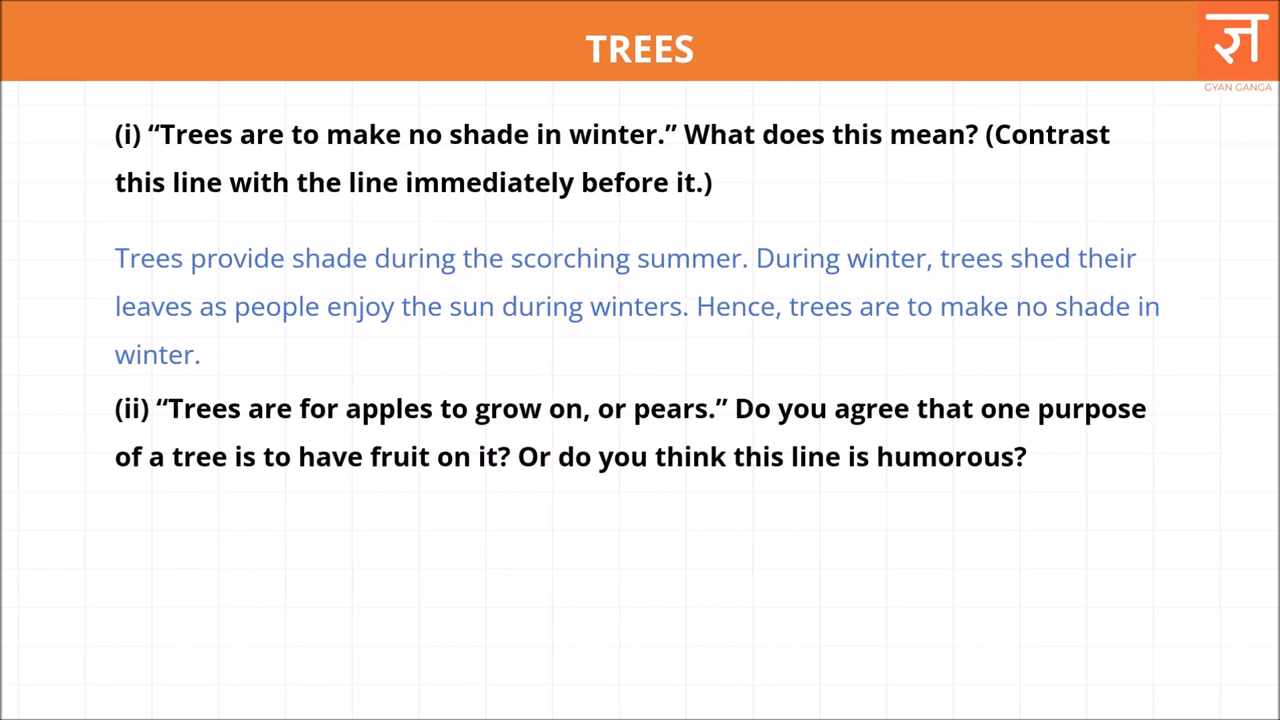 TREES
ज्ञ
GYAN GANGA
(i) “Trees are to make no shade in winter.” What does this mean? (Contrast
this line with the line immediately before it.)
Trees provide shade during the scorching summer. During winter, trees shed their
leaves as people enjoy the sun during winters. Hence, trees are to make no shade in
winter.
(ii) “Trees are for apples to grow on, or pears.” Do you agree that one purpose
of a tree is to have fruit on it? Or do you think this line is humorous?